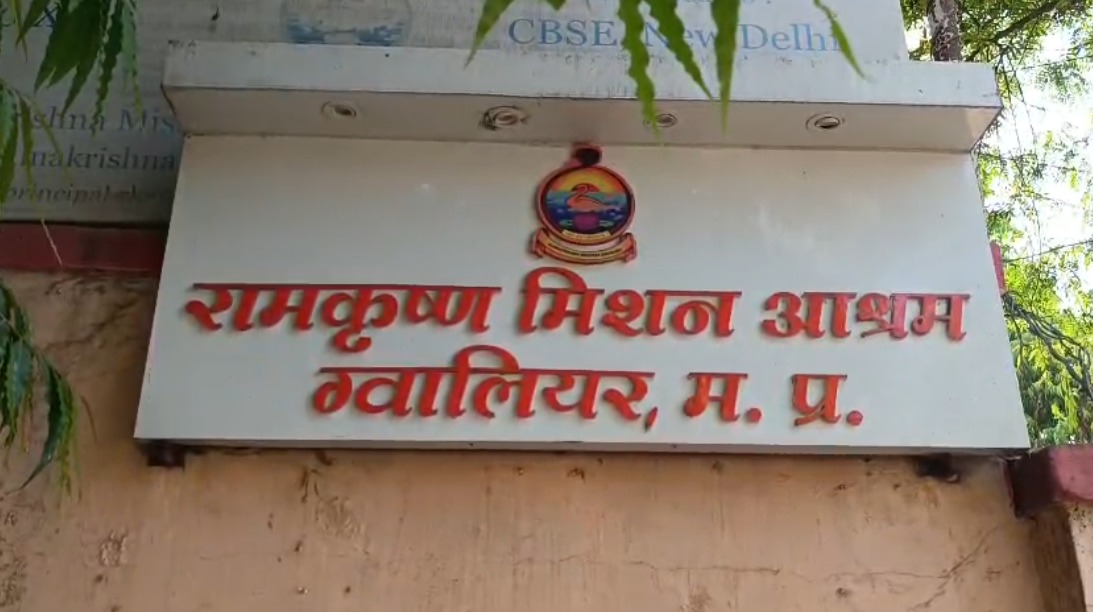 CBSE, New Delhi
रामकृष्ण मिशन आश्रम
ग्वालियर, म. प्र.